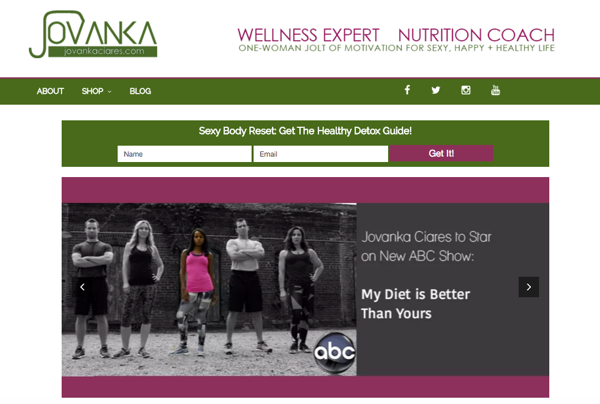 JOVANKA
jovankaciares.com
WELLNESS EXPERT NUTRITION COACH
ONE-WOMAN JOLT OF MOTIVATION FOR SEXY, HAPPY + HEALTHY LIFE
ABOUT SHOP BLOG
You Tube
Sexy Body Reset: Get The Healthy Detox Guide!
Name Email Get It!
Jovanka Ciares to Star
on New ABC Show:
My Diet is Better
Than Yours
abc